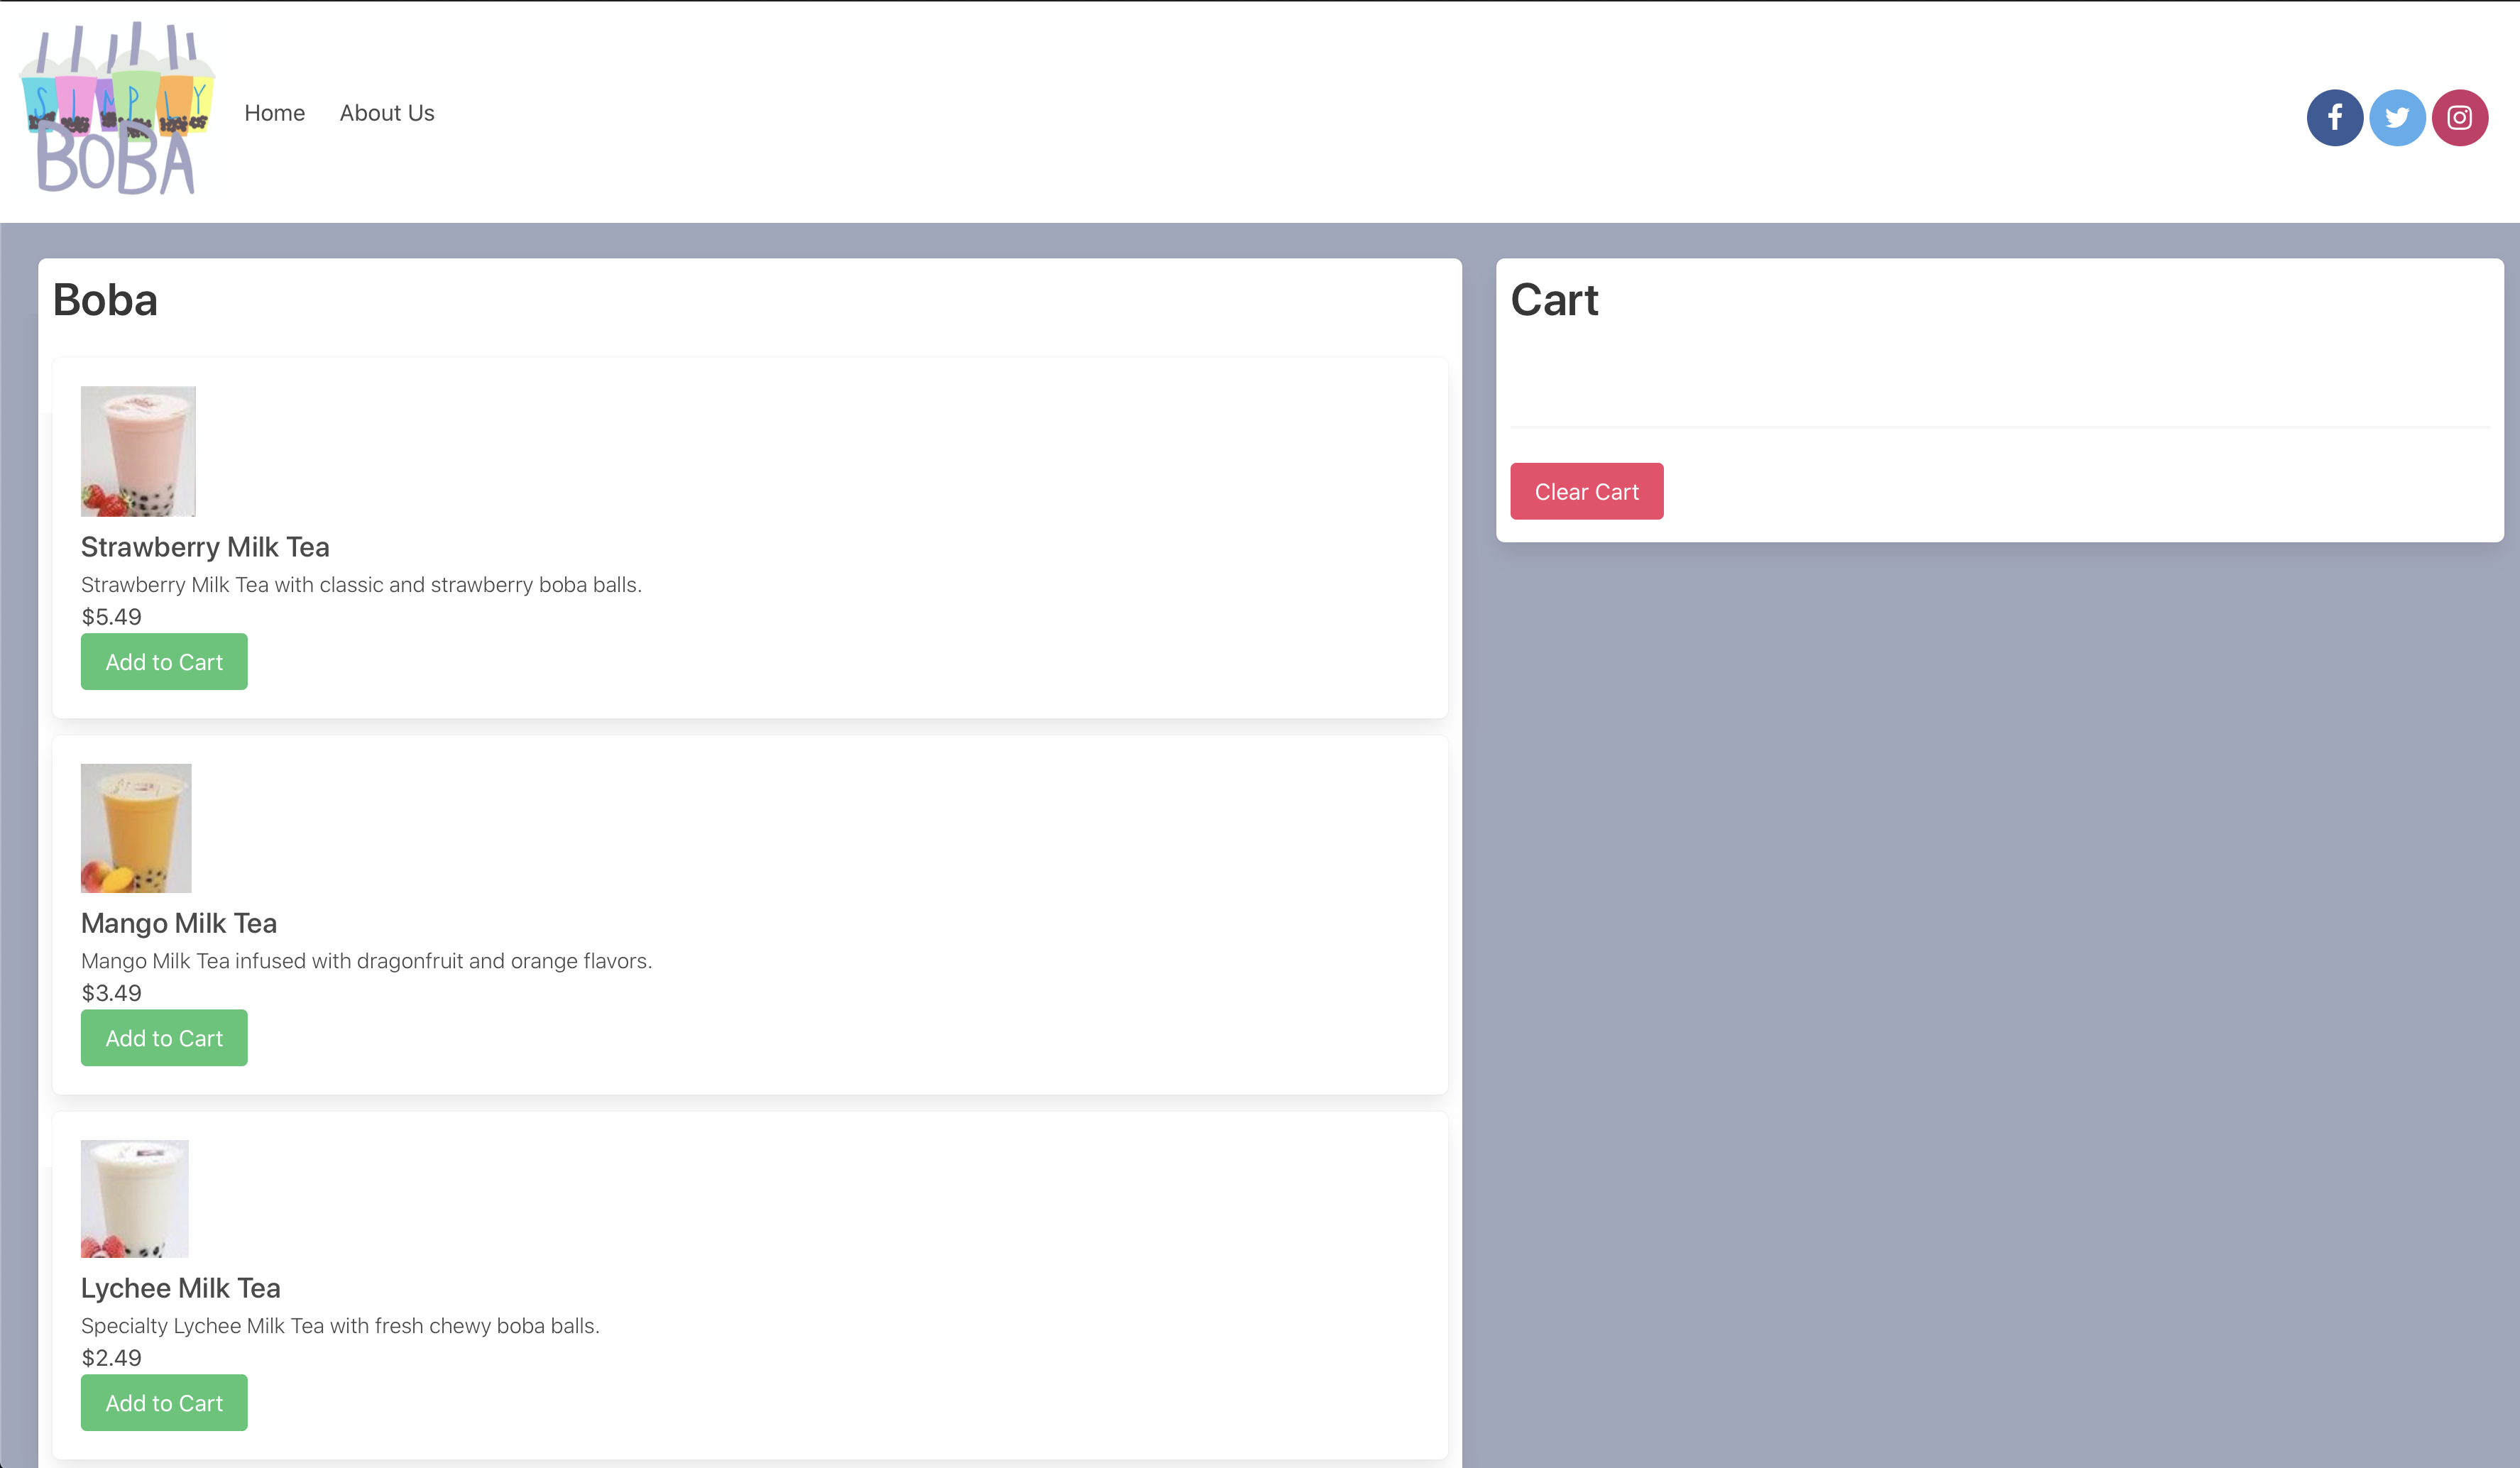 SIMPLY
BOBA
Home
About Us
Boba
Strawberry Milk Tea
Strawberry Milk Tea with classic and strawberry boba balls.
$5.49
Add to Cart
Mango Milk Tea
Mango Milk Tea infused with dragonfruit and orange flavors.
$3.49
Add to Cart
Lychee Milk Tea
Specialty Lychee Milk Tea with fresh chewy boba balls.
$2.49
Add to Cart
Cart
Clear Cart